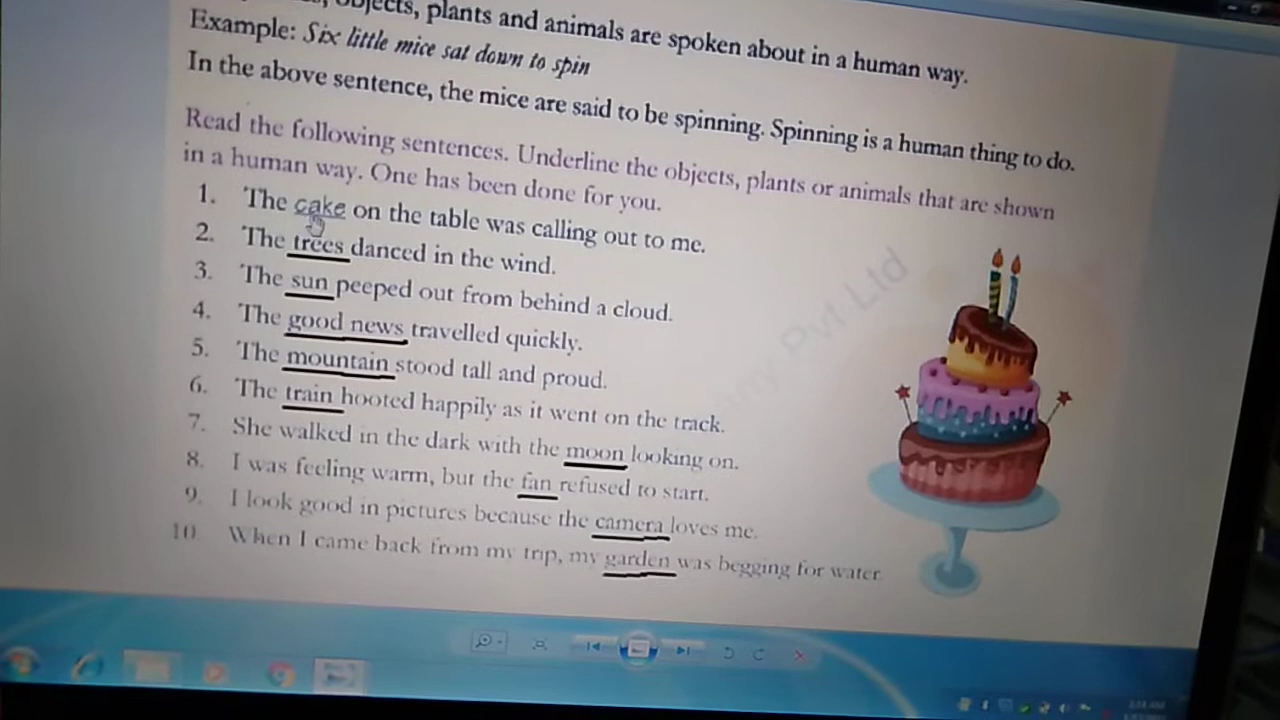 objects, plants and animals are spoken about in a human way.
Example: Six little mice sat down to spin
In the above sentence, the mice are said to be spinning. Spinning is a human thing to do.
Read the following sentences. Underline the objects, plants or animals that are shown
in a human way. One has been done for you.
1. The cake on the table was calling out to me.
2. The trees danced in the wind.
3. The sun peeped out from behind a cloud.
4. The good news travelled quickly.
5. The mountain stood tall and proud.
6. The train hooted happily as it went on the track.
7. She walked in the dark with the moon looking on.
8. I was feeling warm, but the fan refused to start.
9. I look good in pictures because the camera loves me.
10. When I came back from my trip, my garden was begging for water.
Pvt Ltd